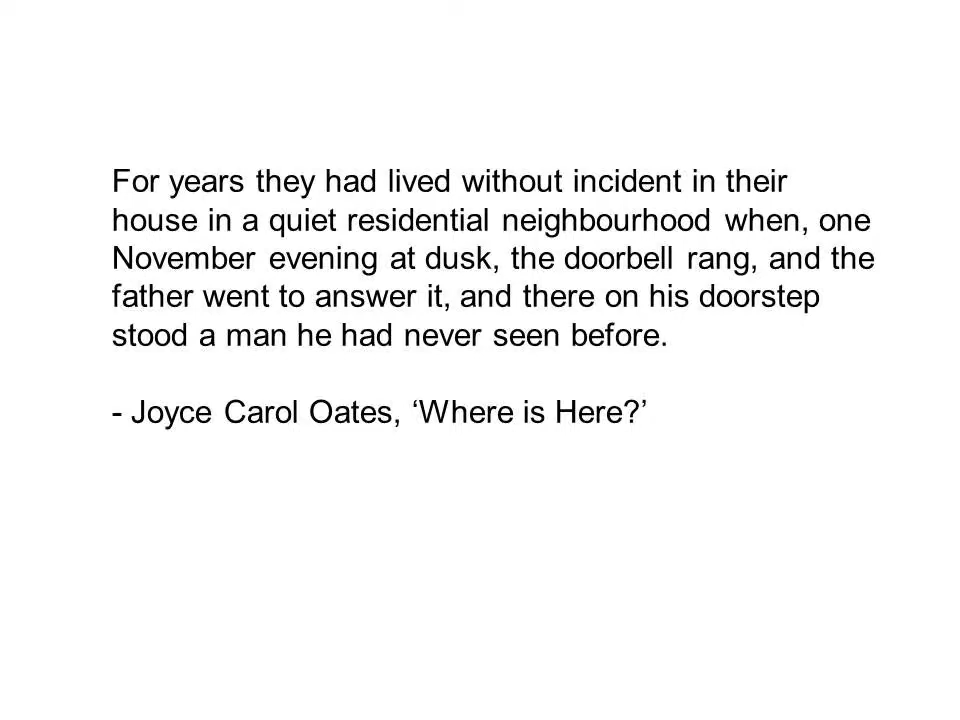 For years they had lived without incident in their
house in a quiet residential neighbourhood when, one
November evening at dusk, the doorbell rang, and the
father went to answer it, and there on his doorstep
stood a man he had never seen before.
- Joyce Carol Oates, ‘Where is Here?’